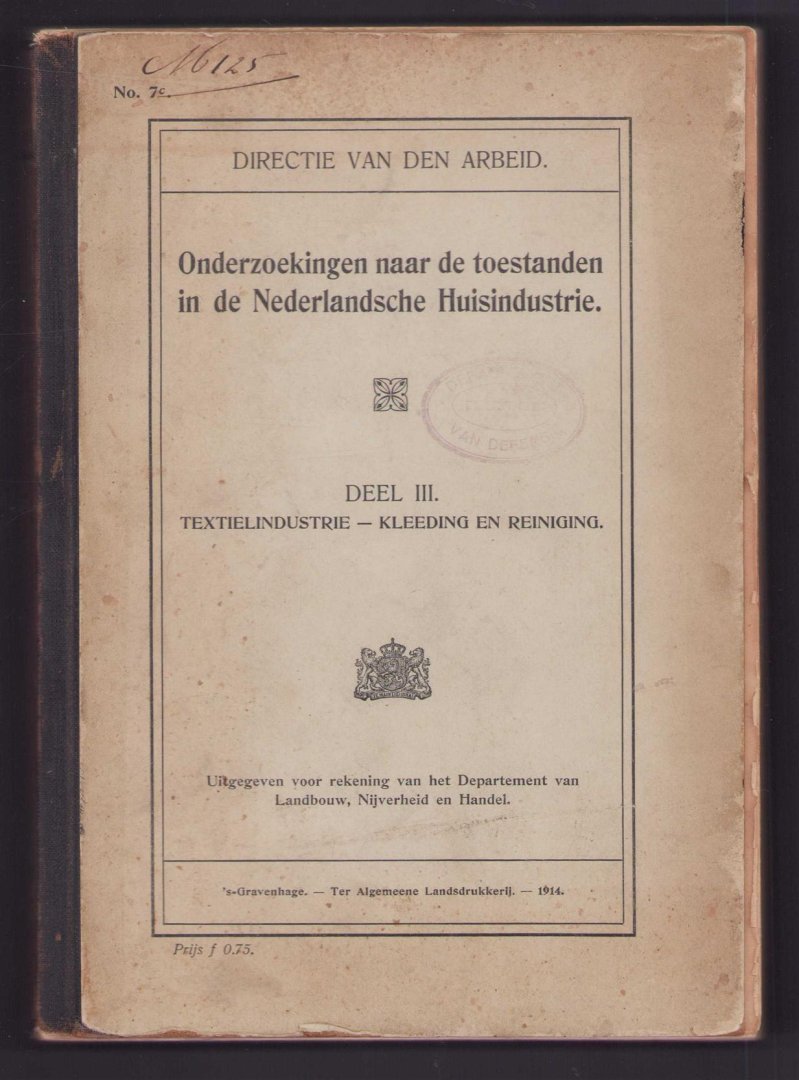 M 125
No. 7c.
DIRECTIE VAN DEN ARBEID.
Onderzoekingen naar de toestanden
in de Nederlandsche Huisindustrie.
VAN
DEEL III.
TEXTIELINDUSTRIE — KLEEDING EN REINIGING.
Uitgegeven voor rekening van het Departement van
Landbouw, Nijverheid en Handel.
's-Gravenhage. — Ter Algemeene Landsdrukkerij. — 1914.
Prijs f 0.75.